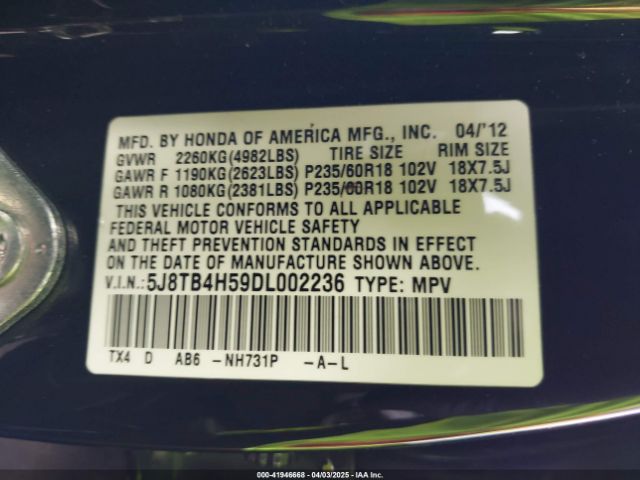 MFD. BY HONDA OF AMERICA MFG., INC. 04/'12
GVWR 2260KG(4982LBS) TIRE SIZE RIM SIZE
GAWR F 1190KG(2623LBS) P235/60R18 102V 18X7.5J
GAWR R 1080KG(2381LBS) P235/60R18 102V 18X7.5J
THIS VEHICLE CONFORMS TO ALL APPLICABLE
FEDERAL MOTOR VEHICLE SAFETY
AND THEFT PREVENTION STANDARDS IN EFFECT
ON THE DATE OF MANUFACTURE SHOWN ABOVE.
V.I.N.:5J8TB4H59DL002236 TYPE: MPV
TX4 D AB6 -NH731P -A-L
000-41946668 - 04/03/2025 - IAAI.com